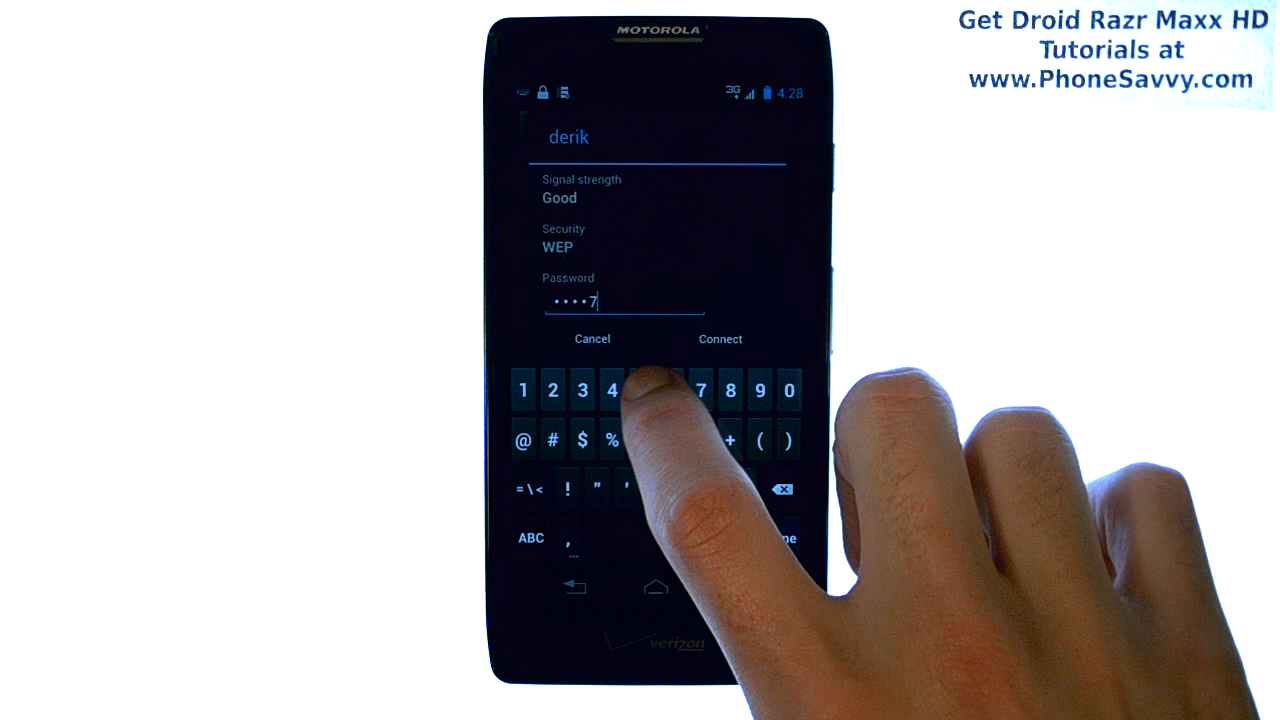 Get Droid Razr Maxx HD
Tutorials at
www.PhoneSavvy.com
MOTOROLA
3G 4:28
derik
Signal strength
Good
Security
WEP
Password
••••7
Cancel Connect
1 2 3 4 7 8 9 0
@ # $ % + ( )
= \ < ! " '
ABC , ...
verizon